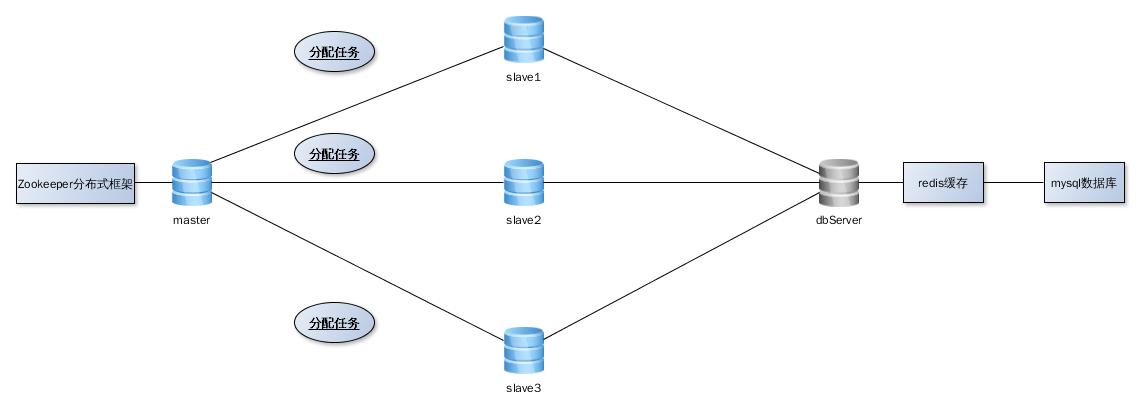 分配任务
slave1
分配任务
Zookeeper分布式框架
master
slave2
dbServer
redis缓存
mysql数据库
分配任务
slave3